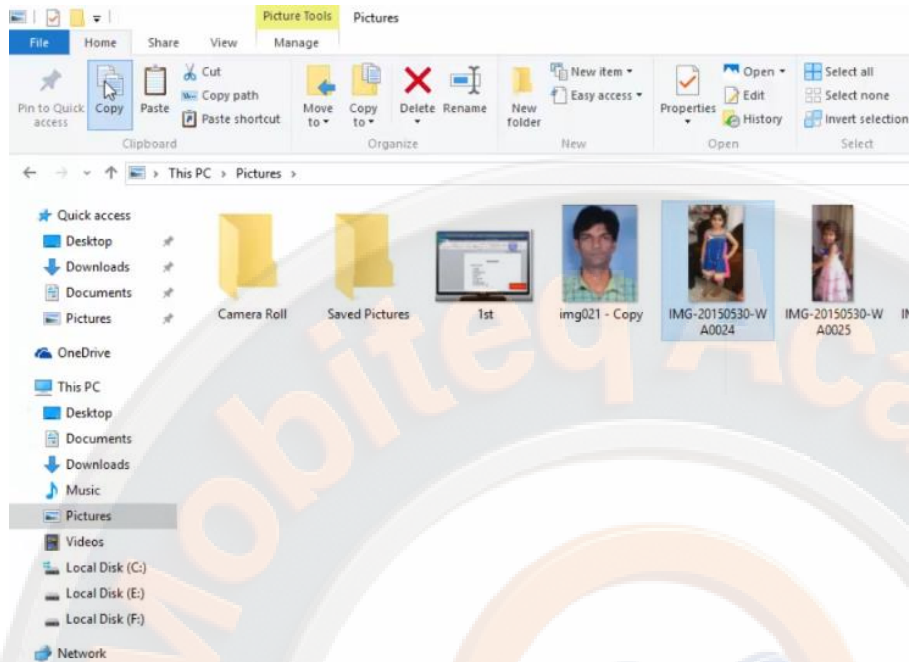 Picture Tools Pictures
File Home Share View Manage
Pin to Quick access
Copy
Paste
Cut
Copy path
Paste shortcut
Move to
Copy to
Delete
Rename
New folder
New item
Easy access
Properties
Open
Edit
History
Select all
Select none
Invert selection
Clipboard Organize New Open Select
This PC > Pictures >
Quick access
Desktop
Downloads
Documents
Pictures
OneDrive
This PC
Desktop
Documents
Downloads
Music
Pictures
Videos
Local Disk (C:)
Local Disk (E:)
Local Disk (F:)
Network
Camera Roll
Saved Pictures
1st
img021 - Copy
IMG-20150530-W
A0024
IMG-20150530-W
A0025
Mobiteq Aca